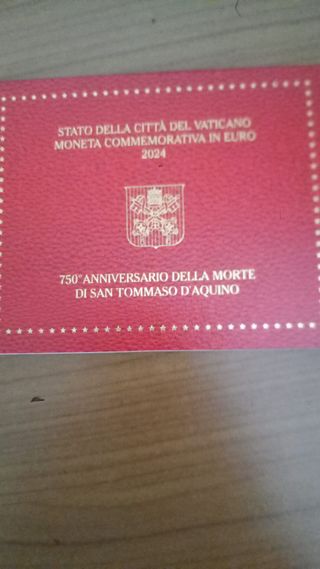 STATO DELLA CITTÀ DEL VATICANO
MONETA COMMEMORATIVA IN EURO
2024
750° ANNIVERSARIO DELLA MORTE
DI SAN TOMMASO D'AQUINO